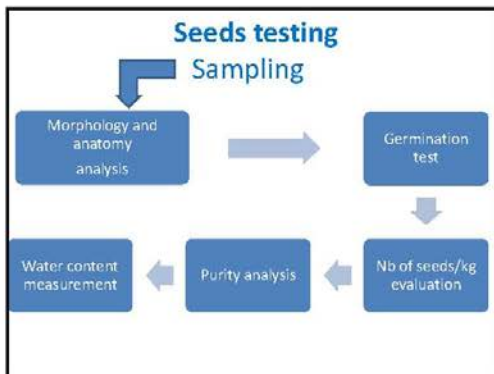 Seeds testing
Sampling
Morphology and
anatomy
analysis
Germination
test
Nb of seeds/kg
evaluation
Purity analysis
Water content
measurement